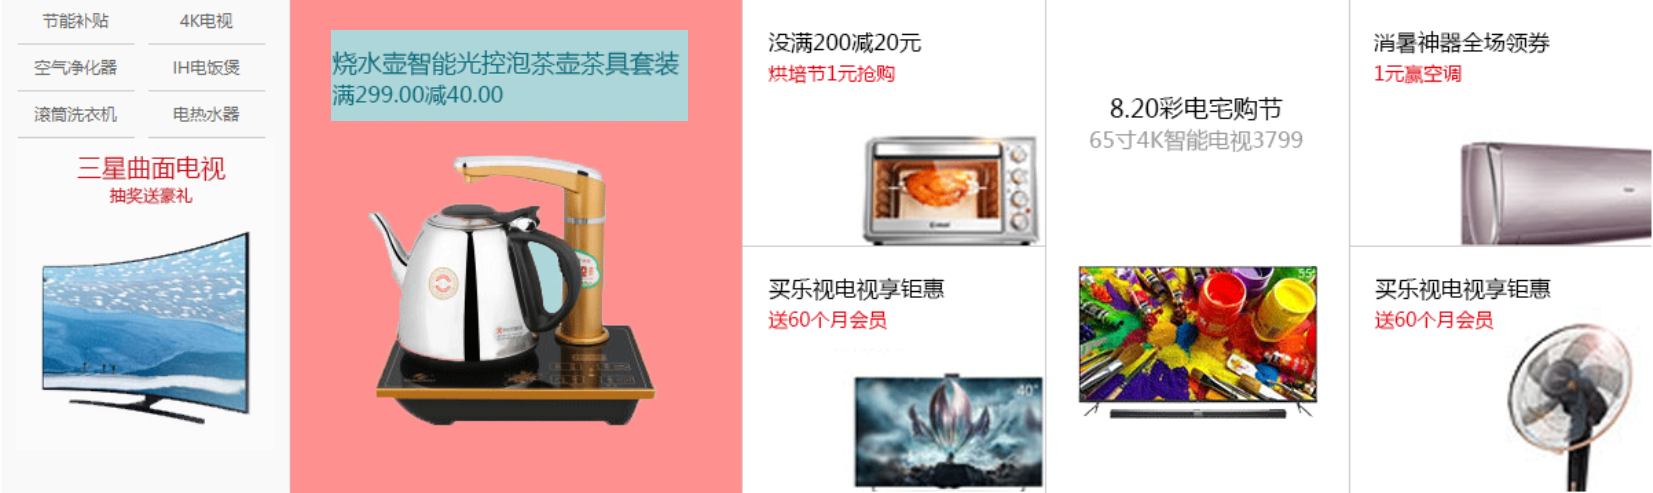 节能补贴
4K电视
空气净化器
IH电饭煲
滚筒洗衣机
电热水器
三星曲面电视
抽奖送豪礼
烧水壶智能光控泡茶壶茶具套装
满299.00减40.00
没满200减20元
烘培节1元抢购
买乐视电视享钜惠
送60个月会员
40"
8.20彩电宅购节
65寸4K智能电视3799
55"
消暑神器全场领券
1元赢空调
买乐视电视享钜惠
送60个月会员